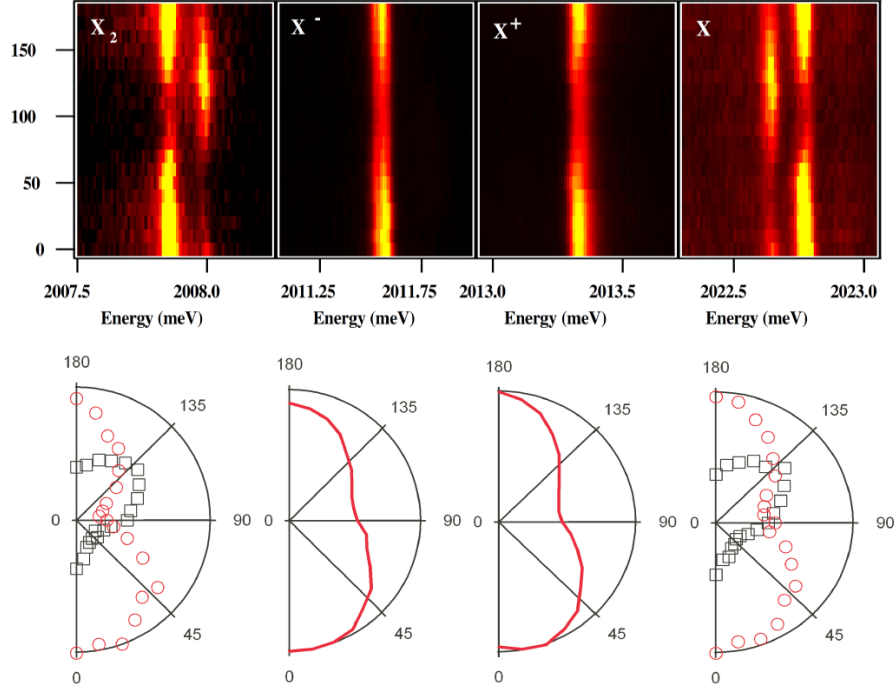 X 2 X - X + X
150
100
50
0
2007.5 2008.0 2011.25 2011.75 2013.0 2013.5 2022.5 2023.0
Energy (meV) Energy (meV) Energy (meV) Energy (meV)
180 180 180 180
135 135 135 135
0 90 0 90 0 90 0 90
45 45 45 45
0 0 0 0